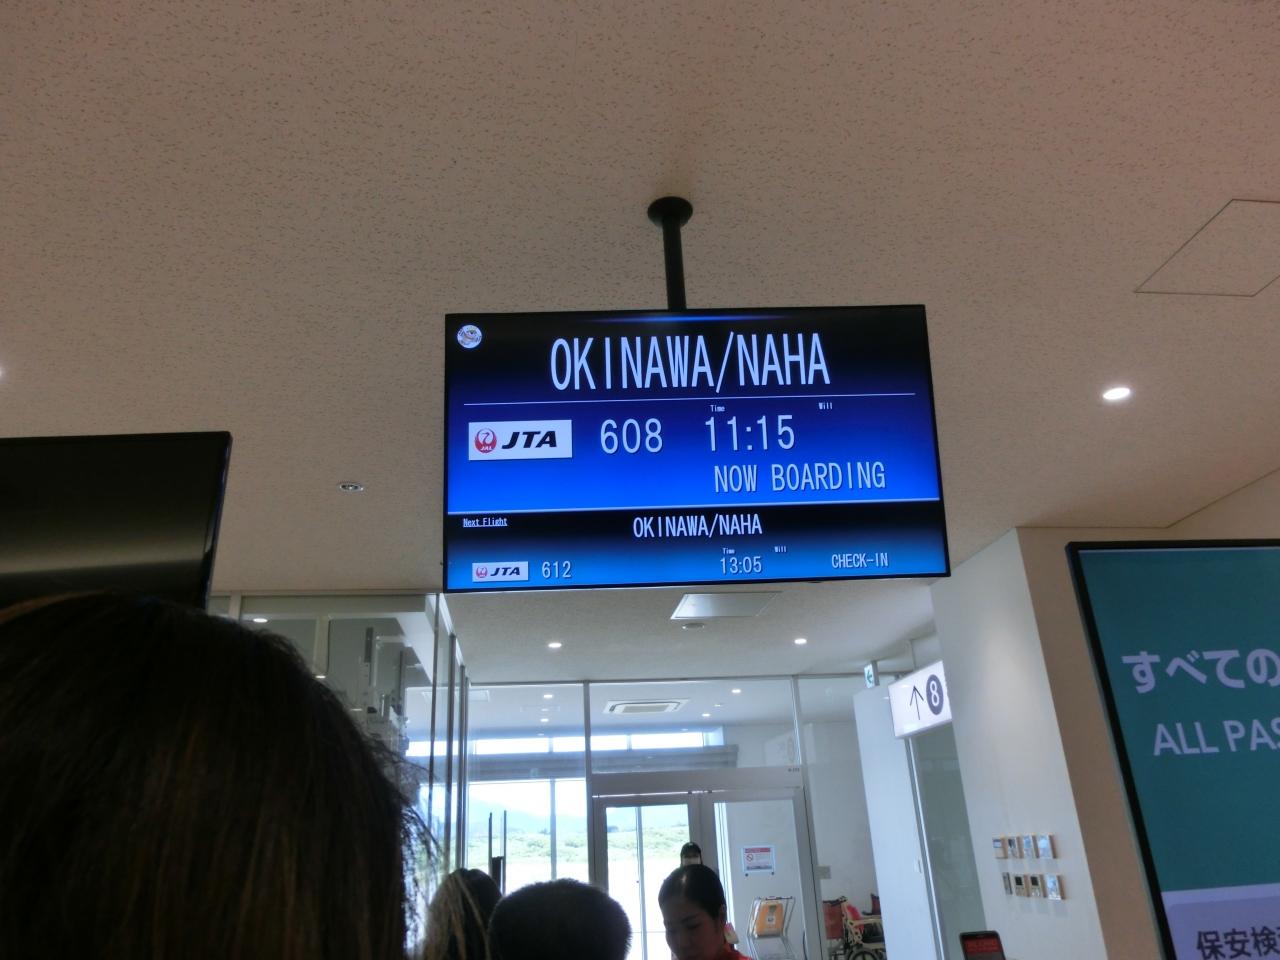 OKINAWA/NAHA
Time Will
JAL JTA 608 11:15
NOW BOARDING
Next Flight
OKINAWA/NAHA
Time Will
JTA 612 13:05 CHECK-IN
↑ 8
すべての
ALL PAS
保安検